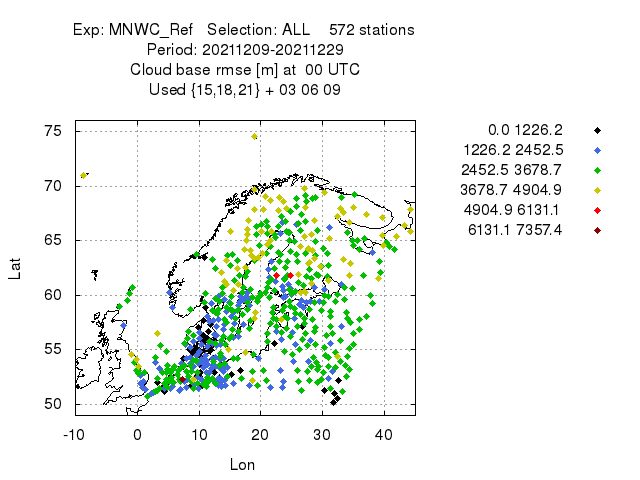 Exp: MNWC_Ref   Selection: ALL    572 stations
Period: 20211209-20211229
Cloud base rmse [m] at  00 UTC
Used {15,18,21} + 03 06 09
0.0 1226.2
1226.2 2452.5
2452.5 3678.7
3678.7 4904.9
4904.9 6131.1
6131.1 7357.4
Lat
75
70
65
60
55
50
-10 0 10 20 30 40
Lon